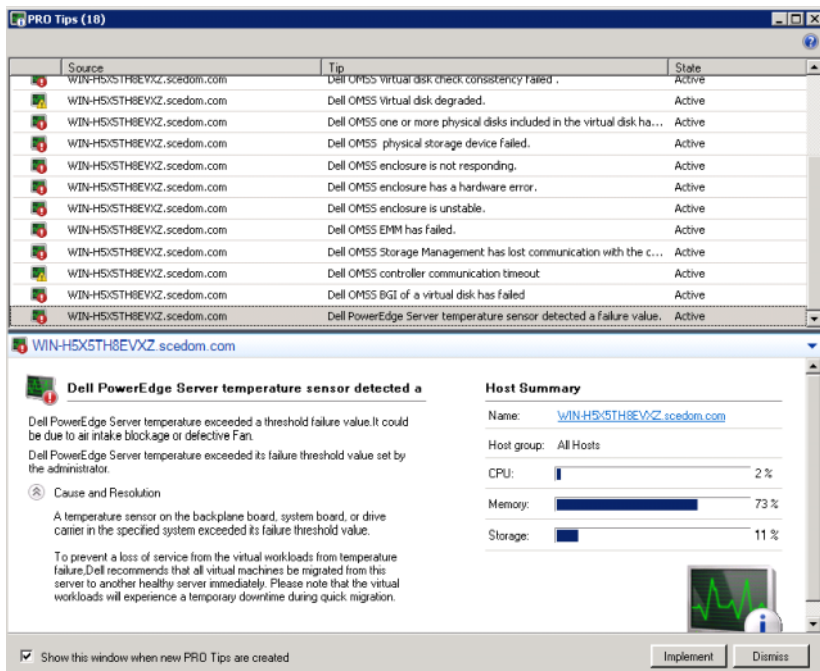 PRO Tips (18)
Source Tip State
WIN-H5X5TH8EVXZ.scedom.com Dell OMSS Virtual disk check consistency failed . Active
WIN-H5X5TH8EVXZ.scedom.com Dell OMSS Virtual disk degraded. Active
WIN-H5X5TH8EVXZ.scedom.com Dell OMSS one or more physical disks included in the virtual disk ha... Active
WIN-H5X5TH8EVXZ.scedom.com Dell OMSS physical storage device failed. Active
WIN-H5X5TH8EVXZ.scedom.com Dell OMSS enclosure is not responding. Active
WIN-H5X5TH8EVXZ.scedom.com Dell OMSS enclosure has a hardware error. Active
WIN-H5X5TH8EVXZ.scedom.com Dell OMSS enclosure is unstable. Active
WIN-H5X5TH8EVXZ.scedom.com Dell OMSS EMM has failed. Active
WIN-H5X5TH8EVXZ.scedom.com Dell OMSS Storage Management has lost communication with the c... Active
WIN-H5X5TH8EVXZ.scedom.com Dell OMSS controller communication timeout Active
WIN-H5X5TH8EVXZ.scedom.com Dell OMSS BGI of a virtual disk has failed Active
WIN-H5X5TH8EVXZ.scedom.com Dell PowerEdge Server temperature sensor detected a failure value. Active
WIN-H5X5TH8EVXZ.scedom.com
Dell PowerEdge Server temperature sensor detected a
Dell PowerEdge Server temperature exceeded a threshold failure value.It could
be due to air intake blockage or defective Fan.
Dell PowerEdge Server temperature exceeded its failure threshold value set by
the administrator.
Cause and Resolution
A temperature sensor on the backplane board, system board, or drive
carrier in the specified system exceeded its failure threshold value.
To prevent a loss of service from the virtual workloads from temperature
failure,Dell recommends that all virtual machines be migrated from this
server to another healthy server immediately. Please note that the virtual
workloads will experience a temporary downtime during quick migration.
Host Summary
Name: WIN-H5X5TH8EVXZ.scedom.com
Host group: All Hosts
CPU: 2 %
Memory: 73 %
Storage: 11 %
Show this window when new PRO Tips are created
Implement Dismiss